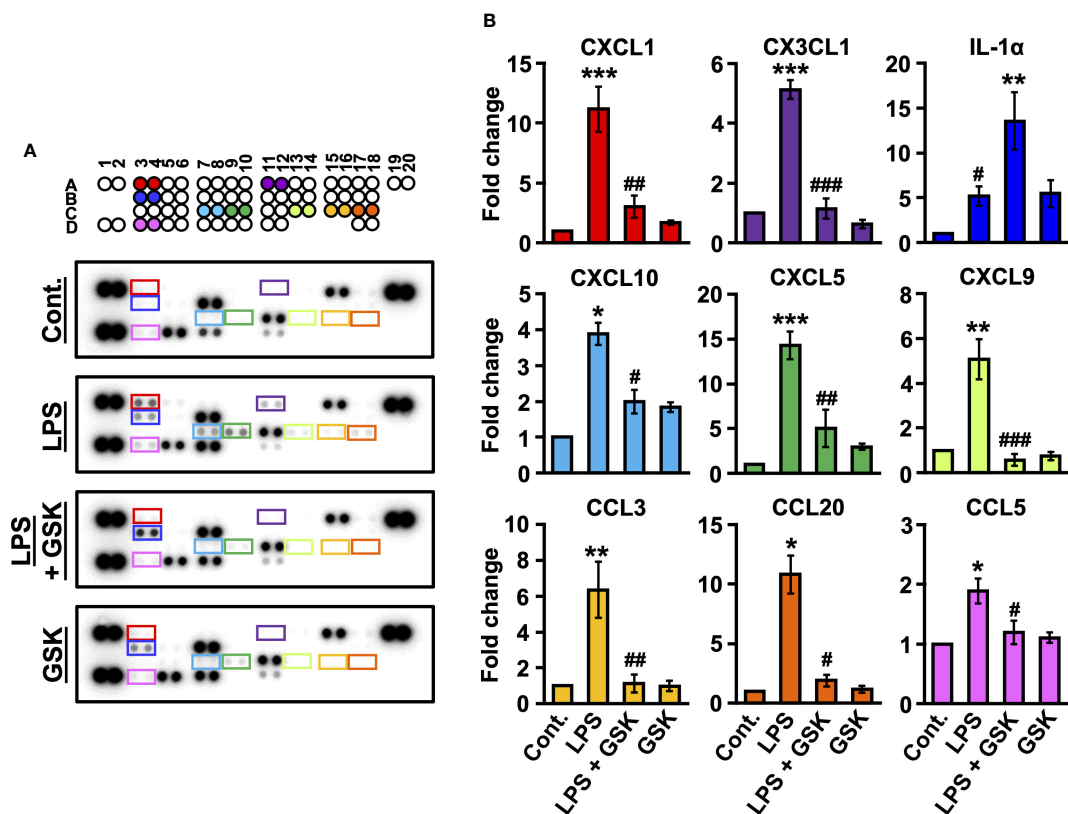 A
1 2 3 4 5 6 7 8 9 10 11 12 13 14 15 16 17 18 19 20
A
B
C
D
Cont.
LPS
LPS
+ GSK
GSK
B
CXCL1
Fold change
15
10
5
0
***
##
CX3CL1
6
4
2
0
***
###
IL-1α
20
15
10
5
0
#
**
CXCL10
Fold change
5
4
3
2
1
0
*
#
CXCL5
20
15
10
5
0
***
##
CXCL9
8
6
4
2
0
**
###
CCL3
Fold change
10
8
6
4
2
0
**
##
Cont.
LPS
LPS + GSK
GSK
CCL20
15
10
5
0
*
#
Cont.
LPS
LPS + GSK
GSK
CCL5
3
2
1
0
*
#
Cont.
LPS
LPS + GSK
GSK